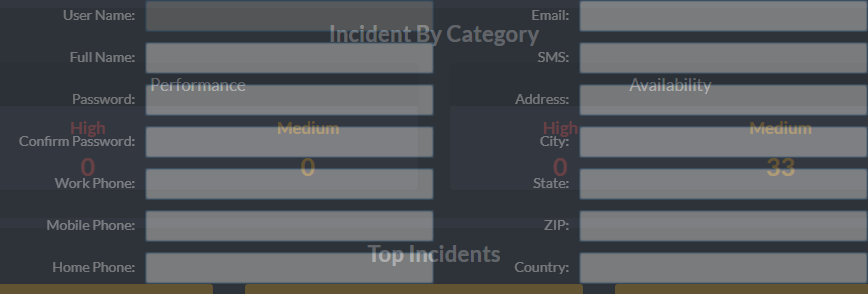 User Name: Email:
Incident By Category
Full Name: SMS:
Performance Availability
Password: Address:
High Medium High Medium
Confirm Password: City:
0 0 0 33
Work Phone: State:
Mobile Phone: ZIP:
Top Incidents
Home Phone: Country: